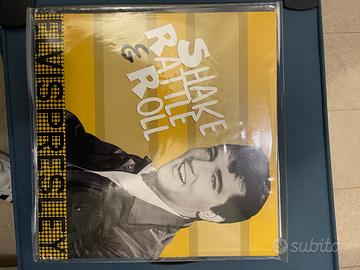 ELVIS PRESLEY
SHAKE
RATTLE
& ROLL
subito